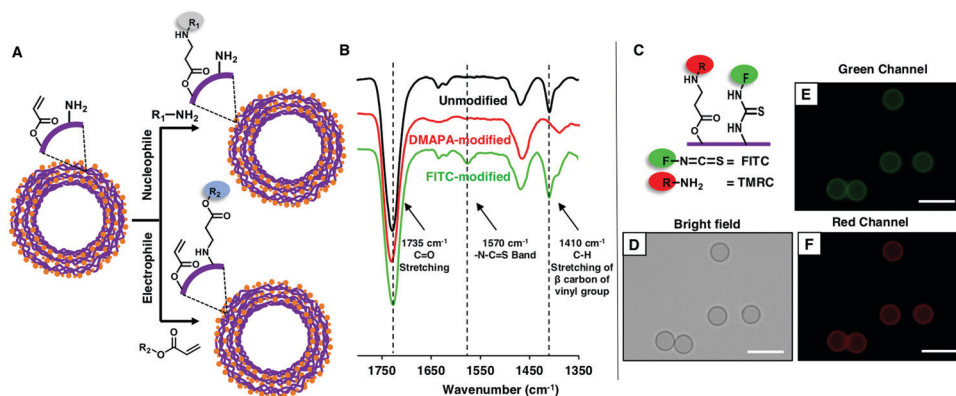 A
R₁
HN
NH₂
O
O
NH₂
O
O
R₁—NH₂
Nucleophile
R₂
O
O
O
O
HN
Electrophile
R₂-O
O
B
Unmodified
DMAPA-modified
FITC-modified
1735 cm⁻¹
C=O
Stretching
1570 cm⁻¹
-N-C=S Band
1410 cm⁻¹
C-H
Stretching of
β carbon of
vinyl group
1750
1650
1550
1450
1350
Wavenumber (cm⁻¹)
C
R
HN
O
O
F
HN
S
HN
F-N=C=S = FITC
R-NH₂ = TMRC
D
Bright field
Green Channel
E
Red Channel
F